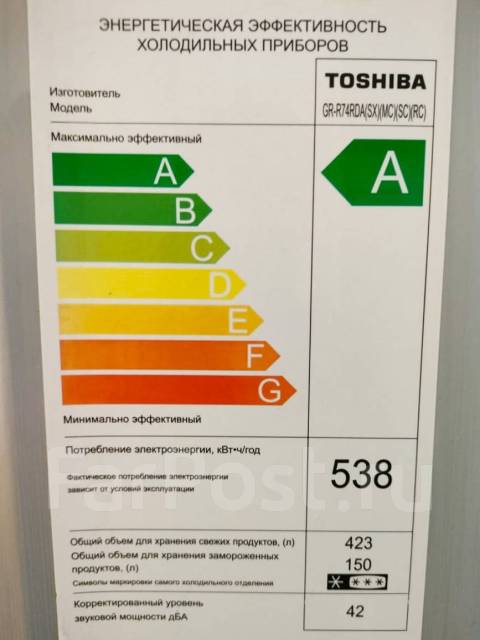 ЭНЕРГЕТИЧЕСКАЯ ЭФФЕКТИВНОСТЬ
ХОЛОДИЛЬНЫХ ПРИБОРОВ
Изготовитель
TOSHIBA
Модель
GR-R74RDA(SX)(MC)(SC)(RC)
Максимально эффективный
A
A
B
C
D
E
F
G
Минимально эффективный
Потребление электроэнергии, кВт•ч/год
538
Фактическое потребление электроэнергии
зависит от условий эксплуатации
FarPost.ru
Общий объем для хранения свежих продуктов, (л)
423
Общий объем для хранения замороженных
продуктов, (л)
150
Символы маркировки самого холодильного отделения
Корректированный уровень
звуковой мощности дБА
42